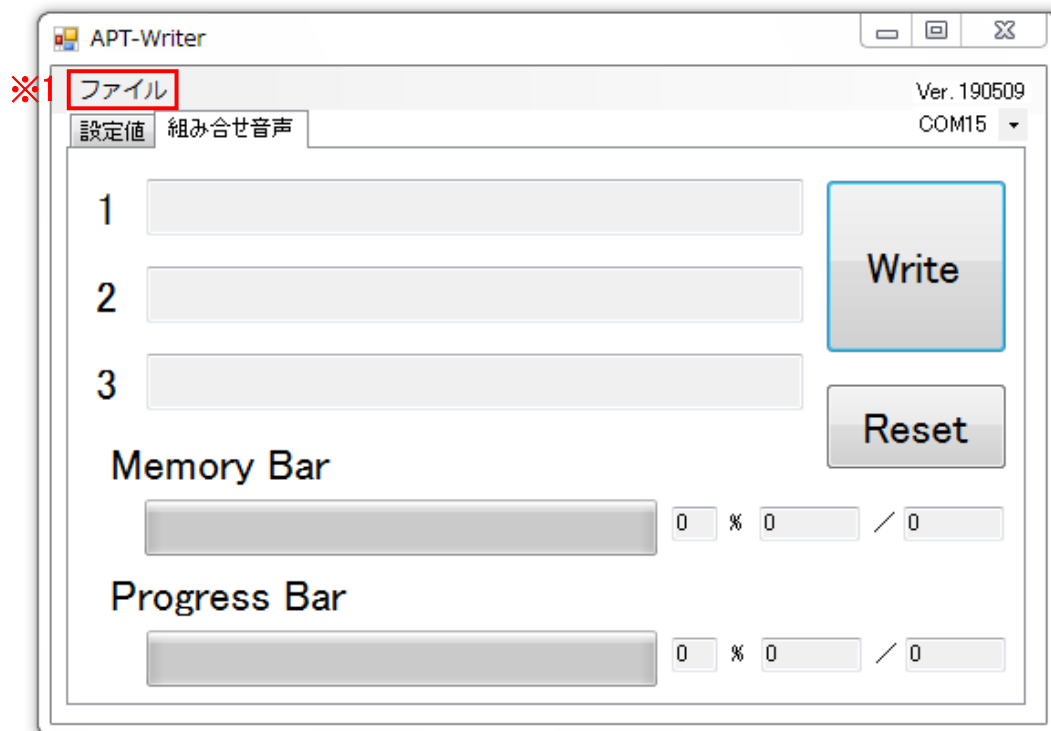 APT-Writer
※1 ファイル
Ver. 190509
設定値 組み合せ音声
COM15
1
Write
2
3
Reset
Memory Bar
0 % 0 / 0
Progress Bar
0 % 0 / 0